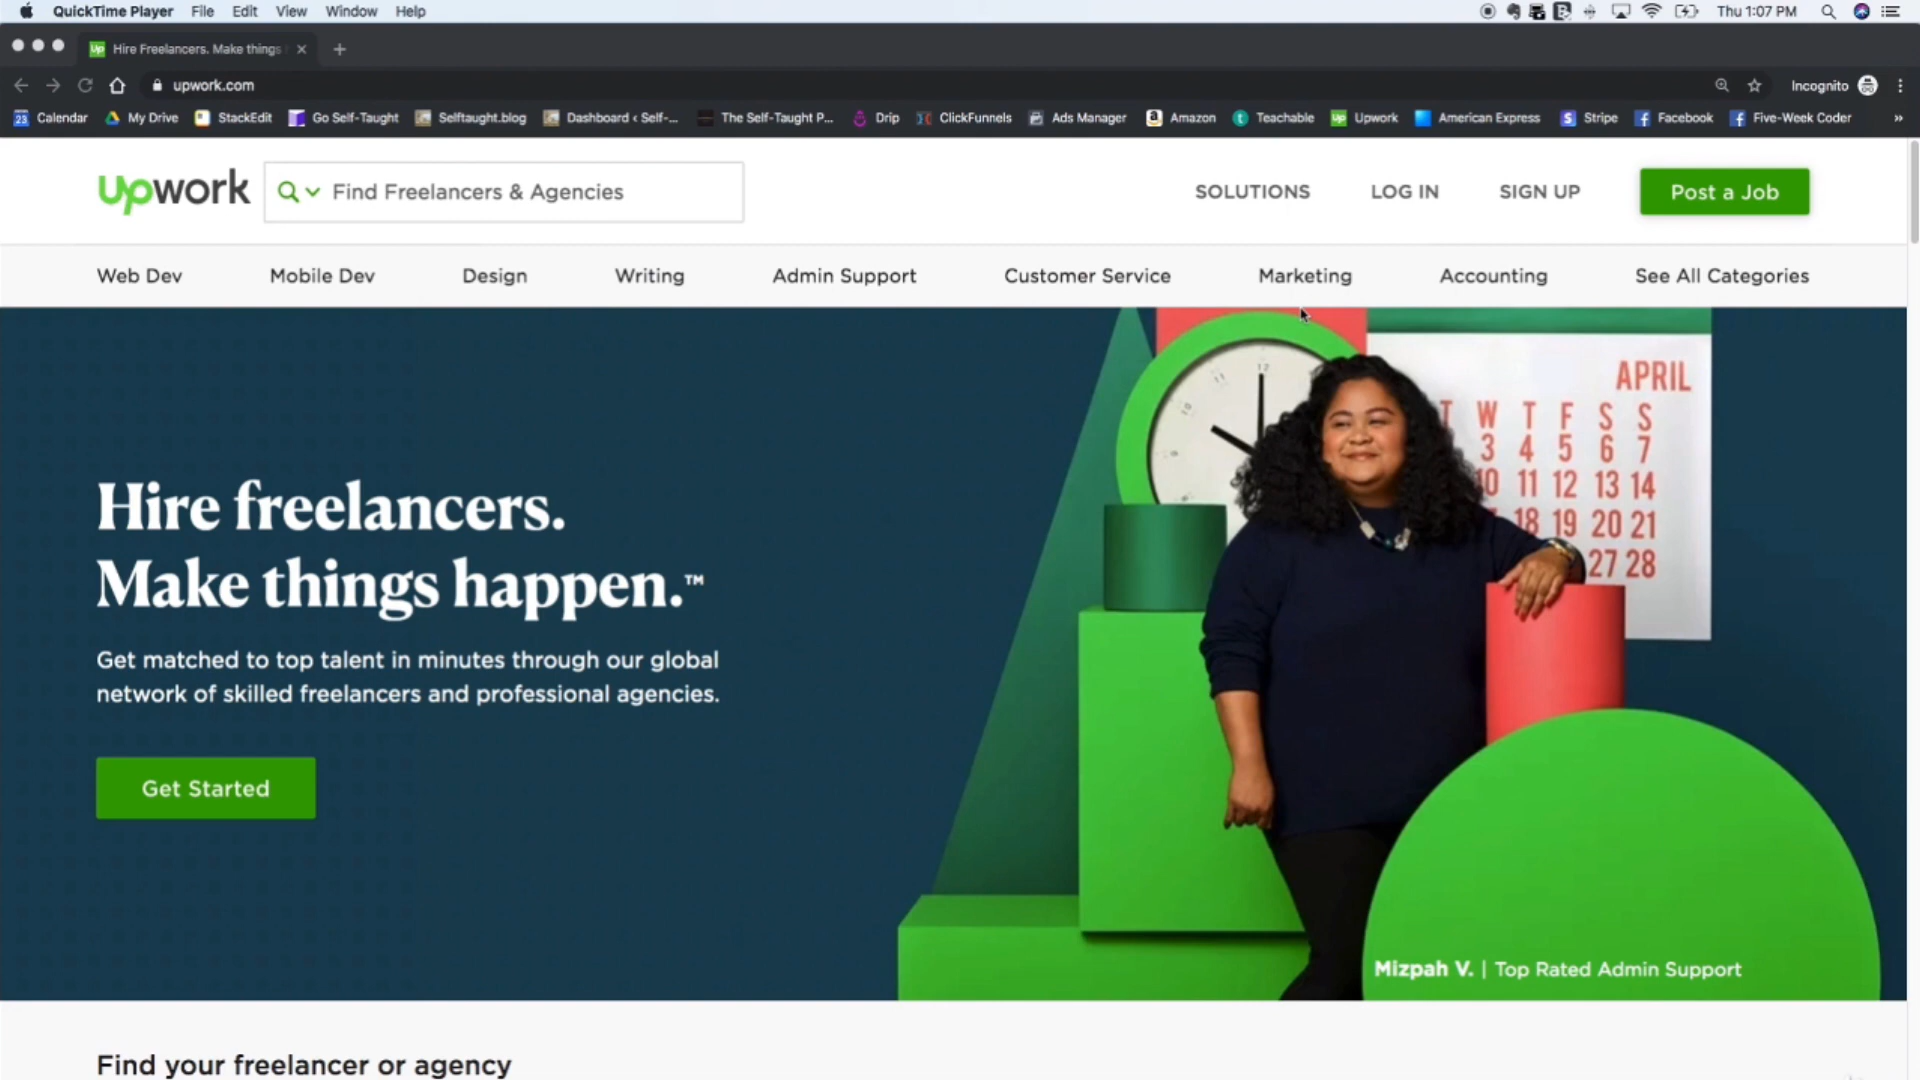 QuickTime Player File Edit View Window Help Thu 1:07 PM
Up Hire Freelancers. Make things
upwork.com Incognito
23 Calendar My Drive StackEdit Go Self-Taught Selftaught.blog Dashboard ‹ Self-... The Self-Taught P... Drip ClickFunnels Ads Manager Amazon Teachable Upwork American Express Stripe Facebook Five-Week Coder »
upwork Find Freelancers & Agencies SOLUTIONS LOG IN SIGN UP Post a Job
Web Dev Mobile Dev Design Writing Admin Support Customer Service Marketing Accounting See All Categories
APRIL
T W T F S S
3 4 5 6 7
10 11 12 13 14
18 19 20 21
27 28
12
11
10
Hire freelancers.
Make things happen.™
Get matched to top talent in minutes through our global
network of skilled freelancers and professional agencies.
Get Started
Mizpah V. | Top Rated Admin Support
Find your freelancer or agency